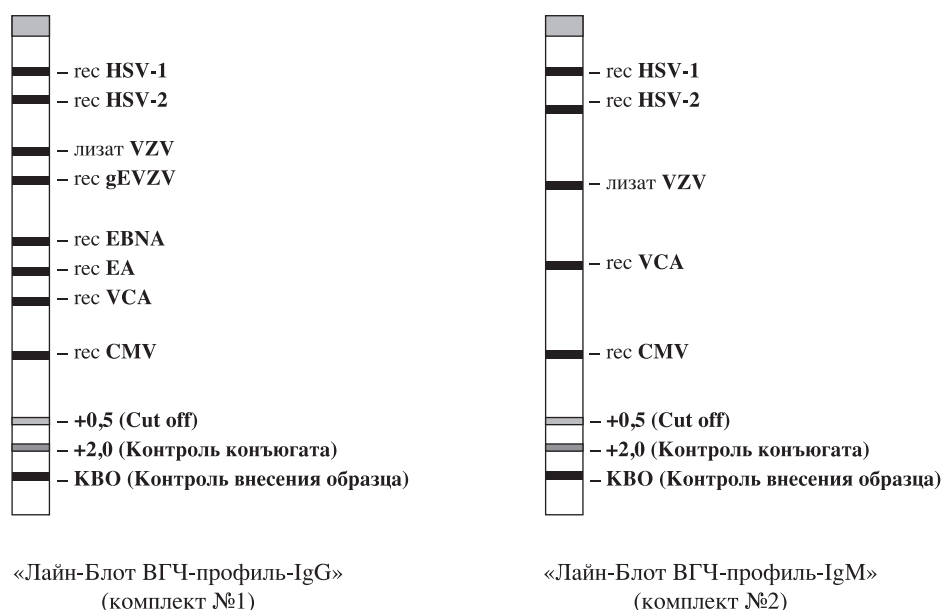 – rec HSV-1
– rec HSV-2
– лизат VZV
– rec gEVZV
– rec EBNA
– rec EA
– rec VCA
– rec CMV
– +0,5 (Cut off)
– +2,0 (Контроль конъюгата)
– КВО (Контроль внесения образца)
«Лайн-Блот ВГЧ-профиль-IgG»
(комплект №1)
– rec HSV-1
– rec HSV-2
– лизат VZV
– rec VCA
– rec CMV
– +0,5 (Cut off)
– +2,0 (Контроль конъюгата)
– КВО (Контроль внесения образца)
«Лайн-Блот ВГЧ-профиль-IgM»
(комплект №2)